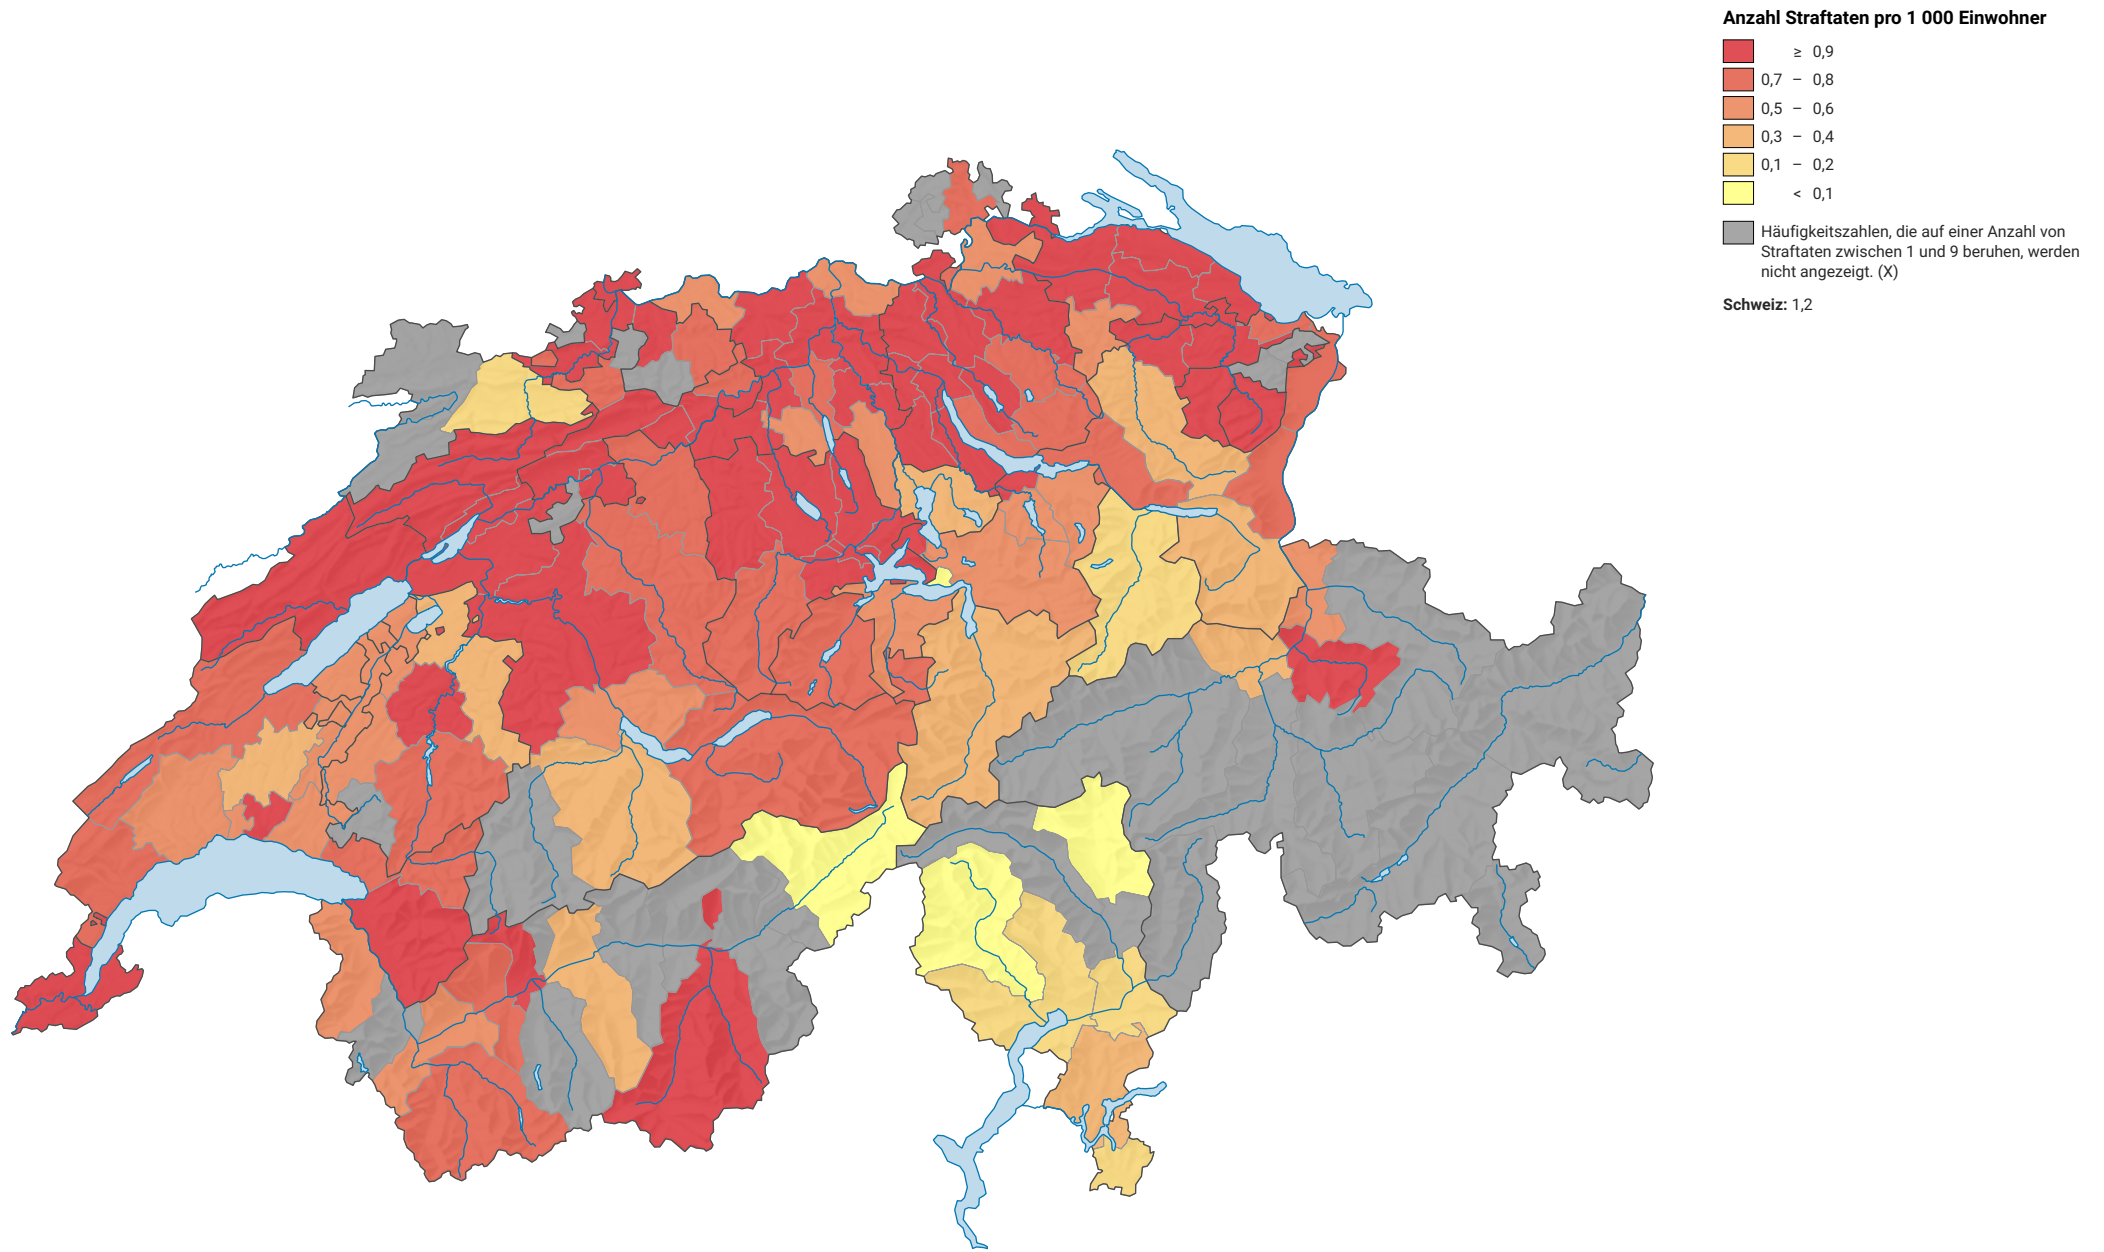 Anzahl Straftaten pro 1 000 Einwohner
≥ 0,9
0,7 – 0,8
0,5 – 0,6
0,3 – 0,4
0,1 – 0,2
< 0,1
Häufigkeitszahlen, die auf einer Anzahl von
Straftaten zwischen 1 und 9 beruhen, werden
nicht angezeigt. (X)
Schweiz: 1,2